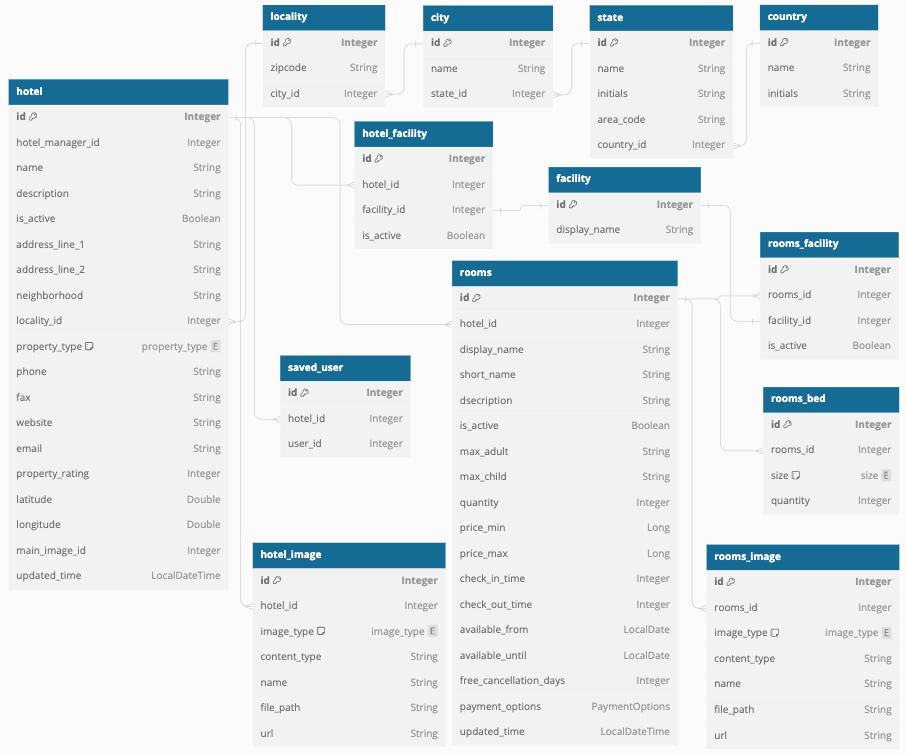 locality
id Integer
zipcode String
city_id Integer
city
id Integer
name String
state_id Integer
state
id Integer
name String
initials String
area_code String
country_id Integer
country
id Integer
name String
initials String
hotel
id Integer
hotel_manager_id Integer
name String
description String
is_active Boolean
address_line_1 String
address_line_2 String
neighborhood String
locality_id Integer
property_type property_type E
phone String
fax String
website String
email String
property_rating Integer
latitude Double
longitude Double
main_image_id Integer
updated_time LocalDateTime
hotel_facility
id Integer
hotel_id Integer
facility_id Integer
is_active Boolean
facility
id Integer
display_name String
rooms_facility
id Integer
rooms_id Integer
facility_id Integer
is_active Boolean
rooms
id Integer
hotel_id Integer
display_name String
short_name String
dsecription String
is_active Boolean
max_adult String
max_child String
quantity Integer
price_min Long
price_max Long
check_in_time Integer
check_out_time Integer
available_from LocalDate
available_until LocalDate
free_cancellation_days Integer
payment_options PaymentOptions
updated_time LocalDateTime
saved_user
id Integer
hotel_id Integer
user_id Integer
rooms_bed
id Integer
rooms_id Integer
size size E
quantity Integer
hotel_image
id Integer
hotel_id Integer
image_type image_type E
content_type String
name String
file_path String
url String
rooms_image
id Integer
rooms_id Integer
image_type image_type E
content_type String
name String
file_path String
url String